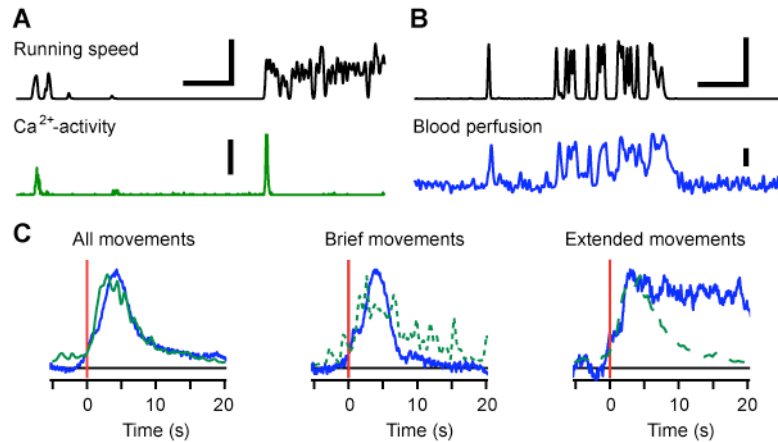 A
B
Running speed
Ca²⁺-activity
Blood perfusion
C
All movements
Brief movements
Extended movements
0 10 20
0 10 20
0 10 20
Time (s)
Time (s)
Time (s)